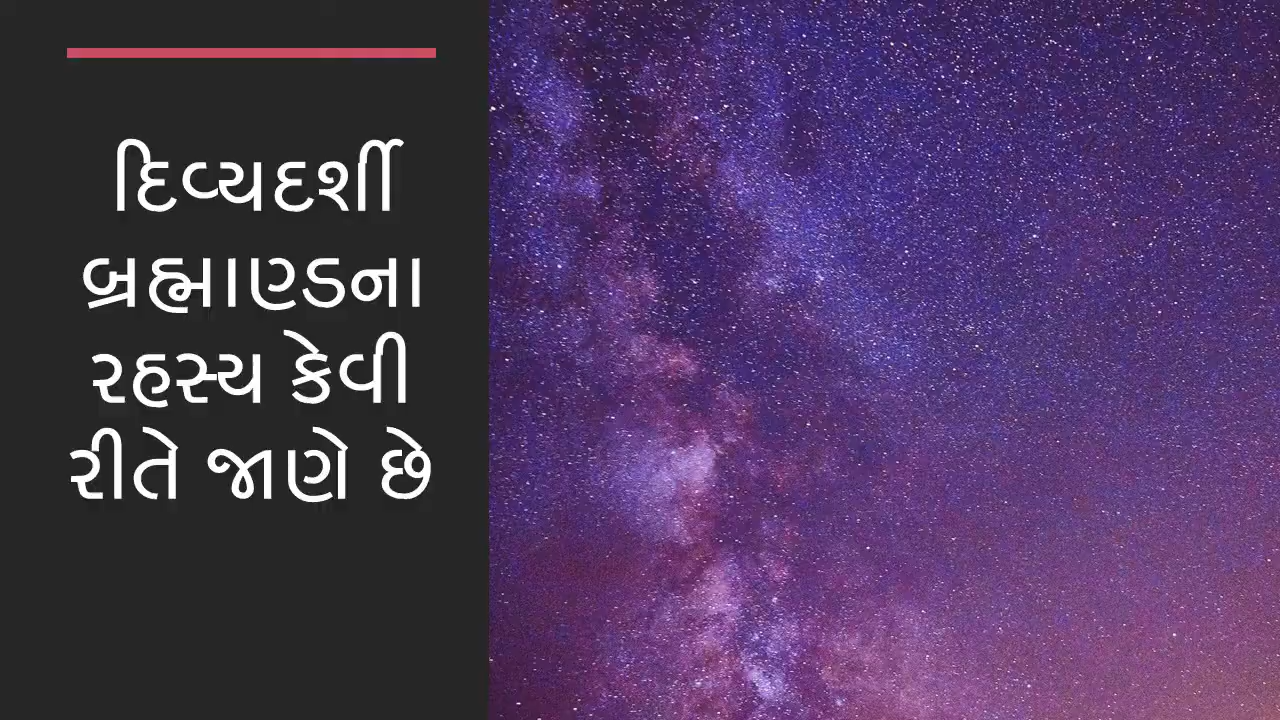 દિવ્યદર્શી
બ્રહ્માણ્ડના
રહસ્ય કેવી
રીતે જાણે છે